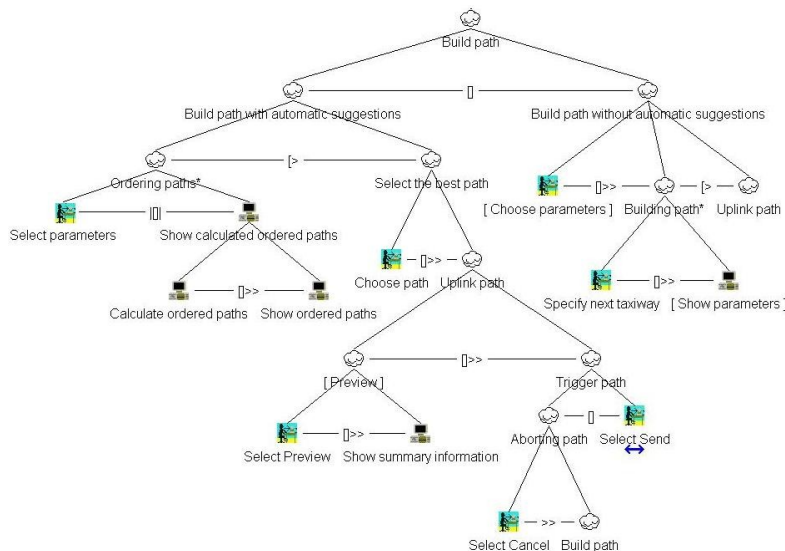 Build path
Build path with automatic suggestions []  Build path without automatic suggestions
Ordering paths* [> Select the best path
[ Choose parameters ] []>> Building path* [> Uplink path
Select parameters |[]| Show calculated ordered paths
Choose path []>> Uplink path
Calculate ordered paths []>> Show ordered paths
Specify next taxiway []>> [ Show parameters ]
[ Preview ] []>> Trigger path
Select Preview []>> Show summary information
Aborting path [] Select Send
Select Cancel >> Build path